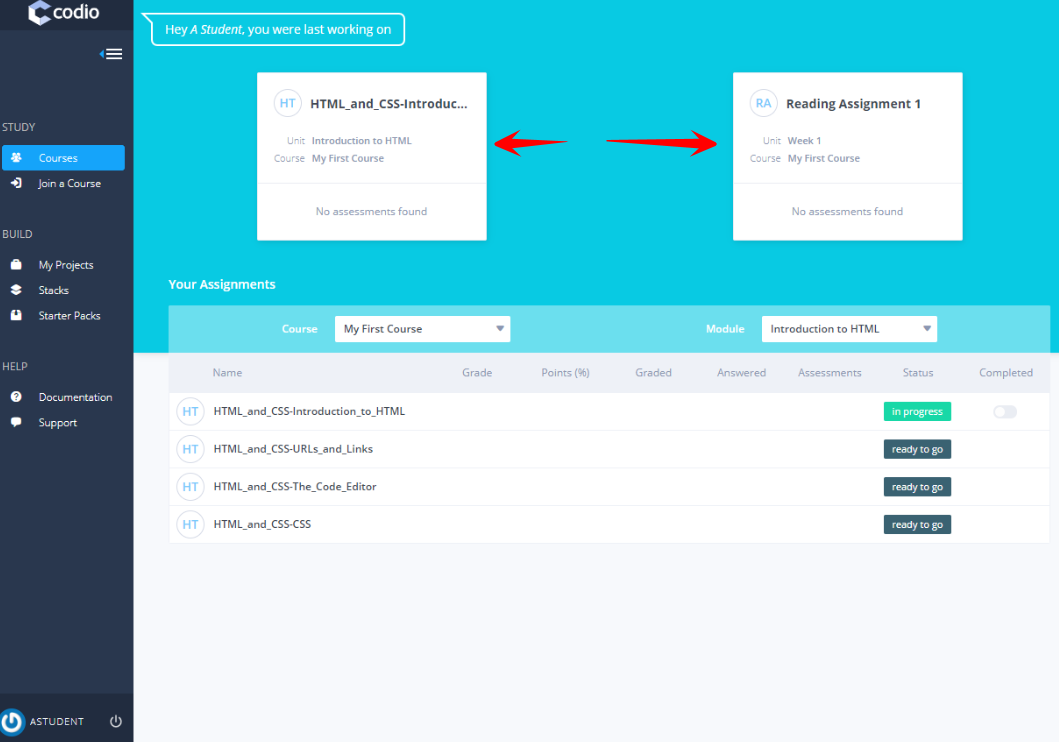 codio
Hey A Student, you were last working on
STUDY
Courses
Join a Course
BUILD
My Projects
Stacks
Starter Packs
HELP
Documentation
Support
ASTUDENT
HT HTML_and_CSS-Introduc...
Unit Introduction to HTML
Course My First Course
No assessments found
RA Reading Assignment 1
Unit Week 1
Course My First Course
No assessments found
Your Assignments
Course My First Course Module Introduction to HTML
Name Grade Points (%) Graded Answered Assessments Status Completed
HT HTML_and_CSS-Introduction_to_HTML in progress
HT HTML_and_CSS-URLs_and_Links ready to go
HT HTML_and_CSS-The_Code_Editor ready to go
HT HTML_and_CSS-CSS ready to go